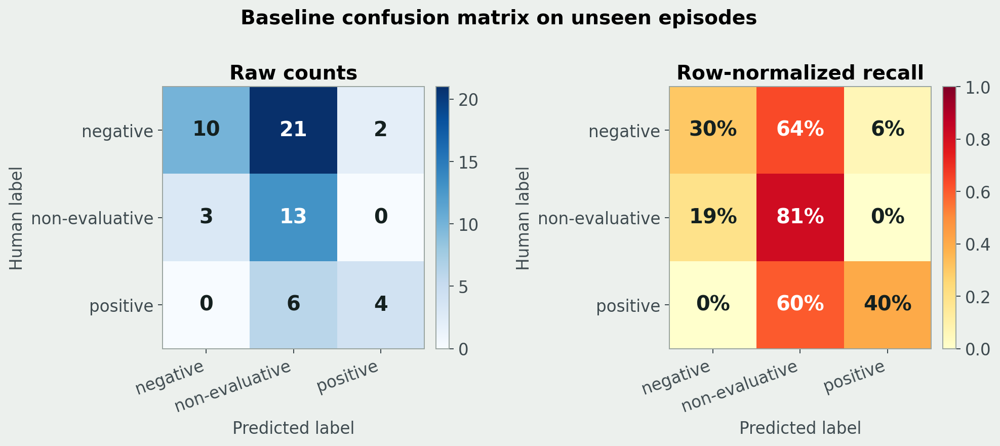 Baseline confusion matrix on unseen episodes
Raw counts
Human label
negative
non-evaluative
positive
10 21 2
3 13 0
0 6 4
20
15
10
5
0
negative
non-evaluative
positive
Predicted label
Row-normalized recall
Human label
negative
non-evaluative
positive
30% 64% 6%
19% 81% 0%
0% 60% 40%
1.0
0.8
0.6
0.4
0.2
0.0
negative
non-evaluative
positive
Predicted label